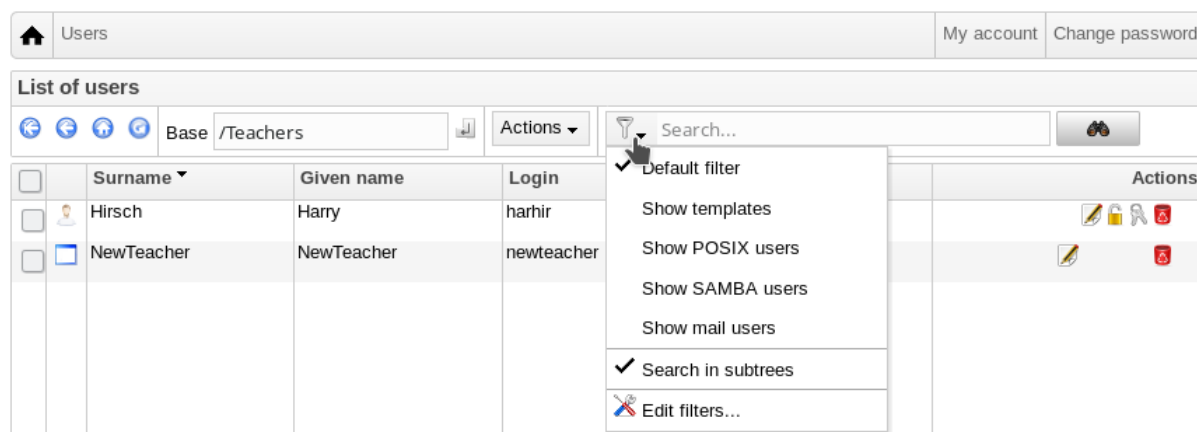 Users My account Change password
List of users
Base /Teachers Actions Search...
Surname Given name Login Actions
Hirsch Harry harhir
NewTeacher NewTeacher newteacher
Default filter
Show templates
Show POSIX users
Show SAMBA users
Show mail users
Search in subtrees
Edit filters...